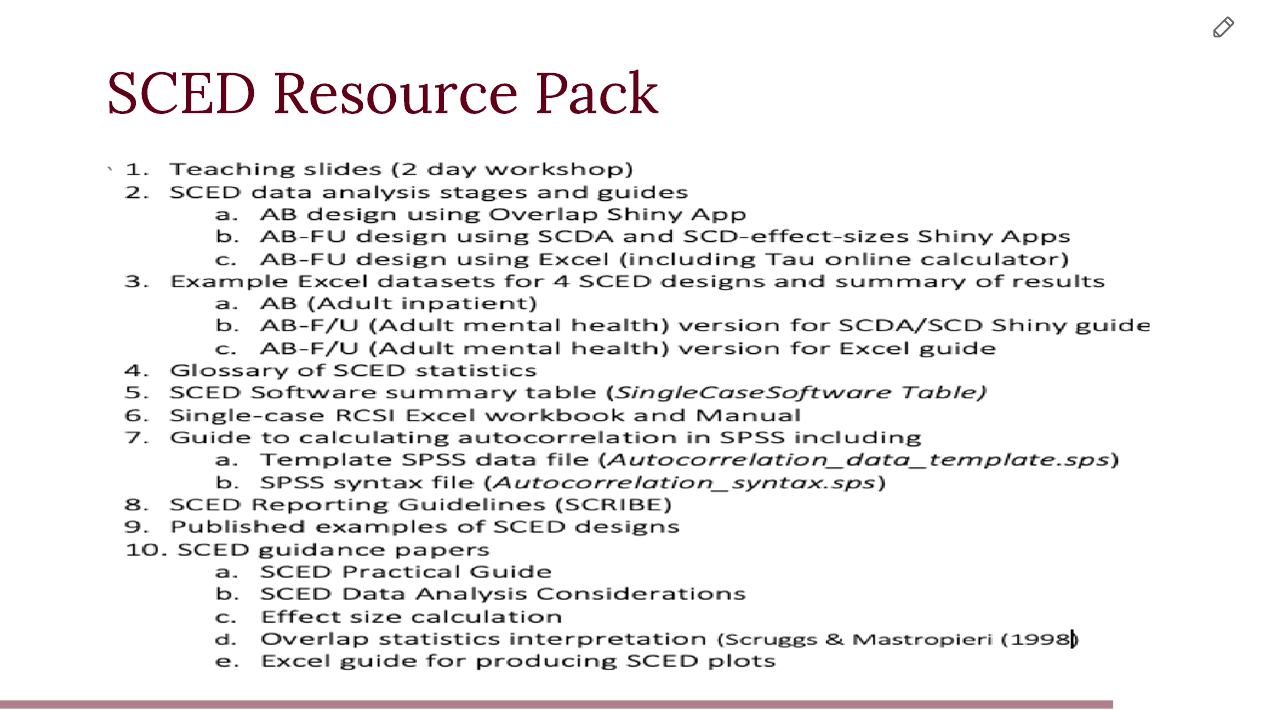 SCED Resource Pack
` 1. Teaching slides (2 day workshop)
2. SCED data analysis stages and guides
a. AB design using Overlap Shiny App
b. AB-FU design using SCDA and SCD-effect-sizes Shiny Apps
c. AB-FU design using Excel (including Tau online calculator)
3. Example Excel datasets for 4 SCED designs and summary of results
a. AB (Adult inpatient)
b. AB-F/U (Adult mental health) version for SCDA/SCD Shiny guide
c. AB-F/U (Adult mental health) version for Excel guide
4. Glossary of SCED statistics
5. SCED Software summary table (SingleCaseSoftware Table)
6. Single-case RCSI Excel workbook and Manual
7. Guide to calculating autocorrelation in SPSS including
a. Template SPSS data file (Autocorrelation_data_template.sps)
b. SPSS syntax file (Autocorrelation_syntax.sps)
8. SCED Reporting Guidelines (SCRIBE)
9. Published examples of SCED designs
10. SCED guidance papers
a. SCED Practical Guide
b. SCED Data Analysis Considerations
c. Effect size calculation
d. Overlap statistics interpretation (Scruggs & Mastropieri (1998)
e. Excel guide for producing SCED plots